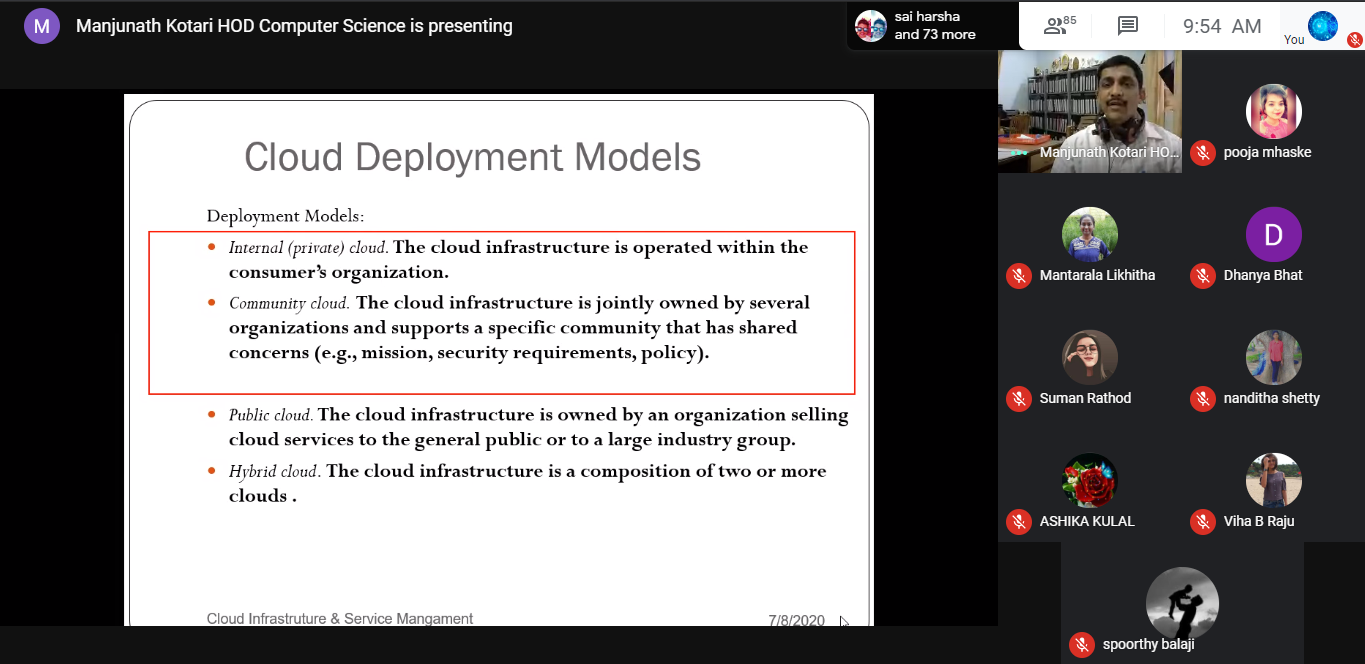 M
Manjunath Kotari HOD Computer Science is presenting
sai harsha
and 73 more
85
9:54 AM
You
Cloud Deployment Models
Deployment Models:
• Internal (private) cloud. The cloud infrastructure is operated within the
consumer's organization.
• Community cloud. The cloud infrastructure is jointly owned by several
organizations and supports a specific community that has shared
concerns (e.g., mission, security requirements, policy).
• Public cloud. The cloud infrastructure is owned by an organization selling
cloud services to the general public or to a large industry group.
• Hybrid cloud. The cloud infrastructure is a composition of two or more
clouds .
Cloud Infrastruture & Service Mangament
7/8/2020
Manjunath Kotari HO...
pooja mhaske
Mantarala Likhitha
D
Dhanya Bhat
Suman Rathod
nanditha shetty
ASHIKA KULAL
Viha B Raju
spoorthy balaji